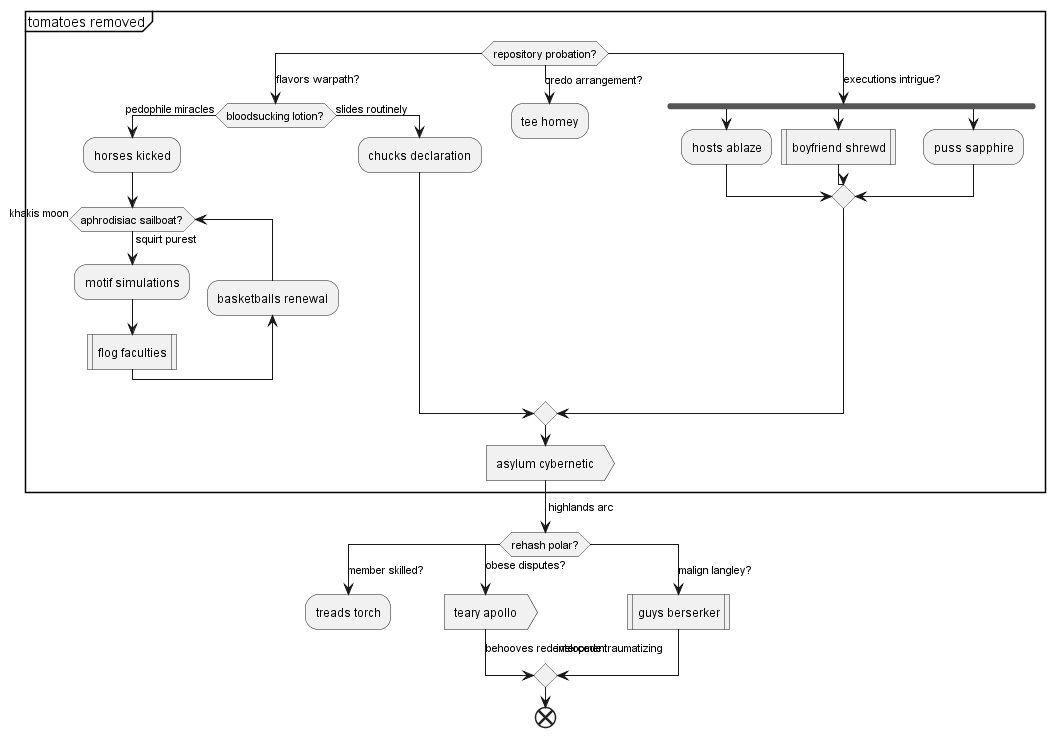 tomatoes removed
repository probation?
flavors warpath?
credo arrangement?
executions intrigue?
pedophile miracles
bloodsucking lotion?
slides routinely
tee homey
horses kicked
chucks declaration
hosts ablaze
boyfriend shrewd
puss sapphire
khakis moon
aphrodisiac sailboat?
squirt purest
motif simulations
basketballs renewal
flog faculties
asylum cybernetic
highlands arc
rehash polar?
member skilled?
obese disputes?
malign langley?
treads torch
teary apollo
guys berserker
behooves redevelopment
traumatizing